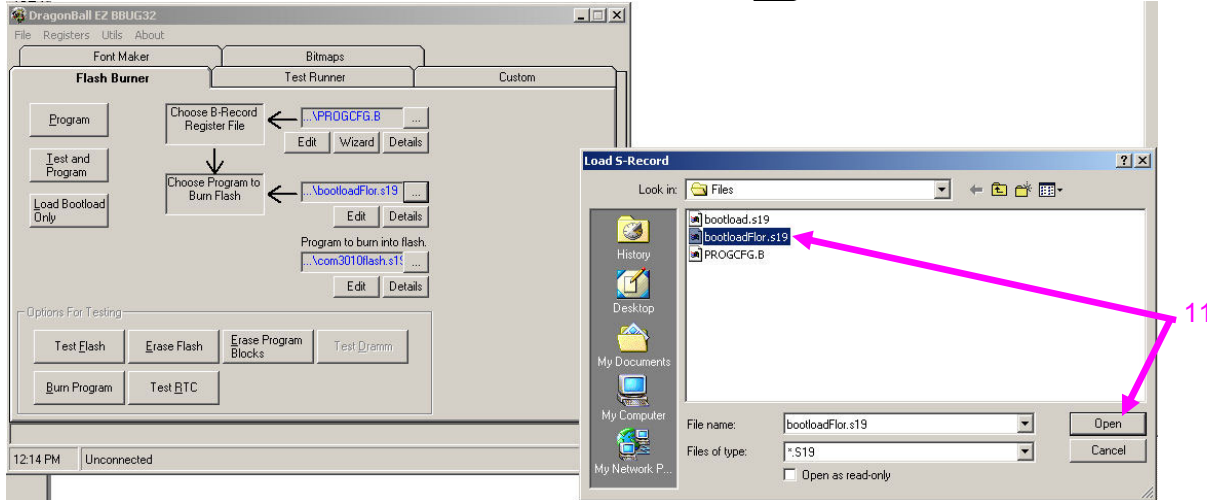 DragonBall EZ BBUG32
File Registers Utils About
Font Maker Bitmaps
Flash Burner Test Runner Custom
Program
Test and
Program
Load Bootload
Only
Choose B-Record
Register File
...\PROGCFG.B ...
Edit Wizard Details
Choose Program to
Burn Flash
...\bootloadFlor.s19 ...
Edit Details
Program to burn into flash.
...\com3010flash.s1 ...
Edit Details
Options For Testing
Test Flash Erase Flash Erase Program
Blocks Test Dramm
Burn Program Test RTC
12:14 PM Unconnected
Load S-Record
Look in: Files
History
Desktop
My Documents
My Computer
My Network P...
bootload.s19
bootloadFlor.s19
PROGCFG.B
File name: bootloadFlor.s19 Open
Files of type: *.S19 Cancel
Open as read-only
11